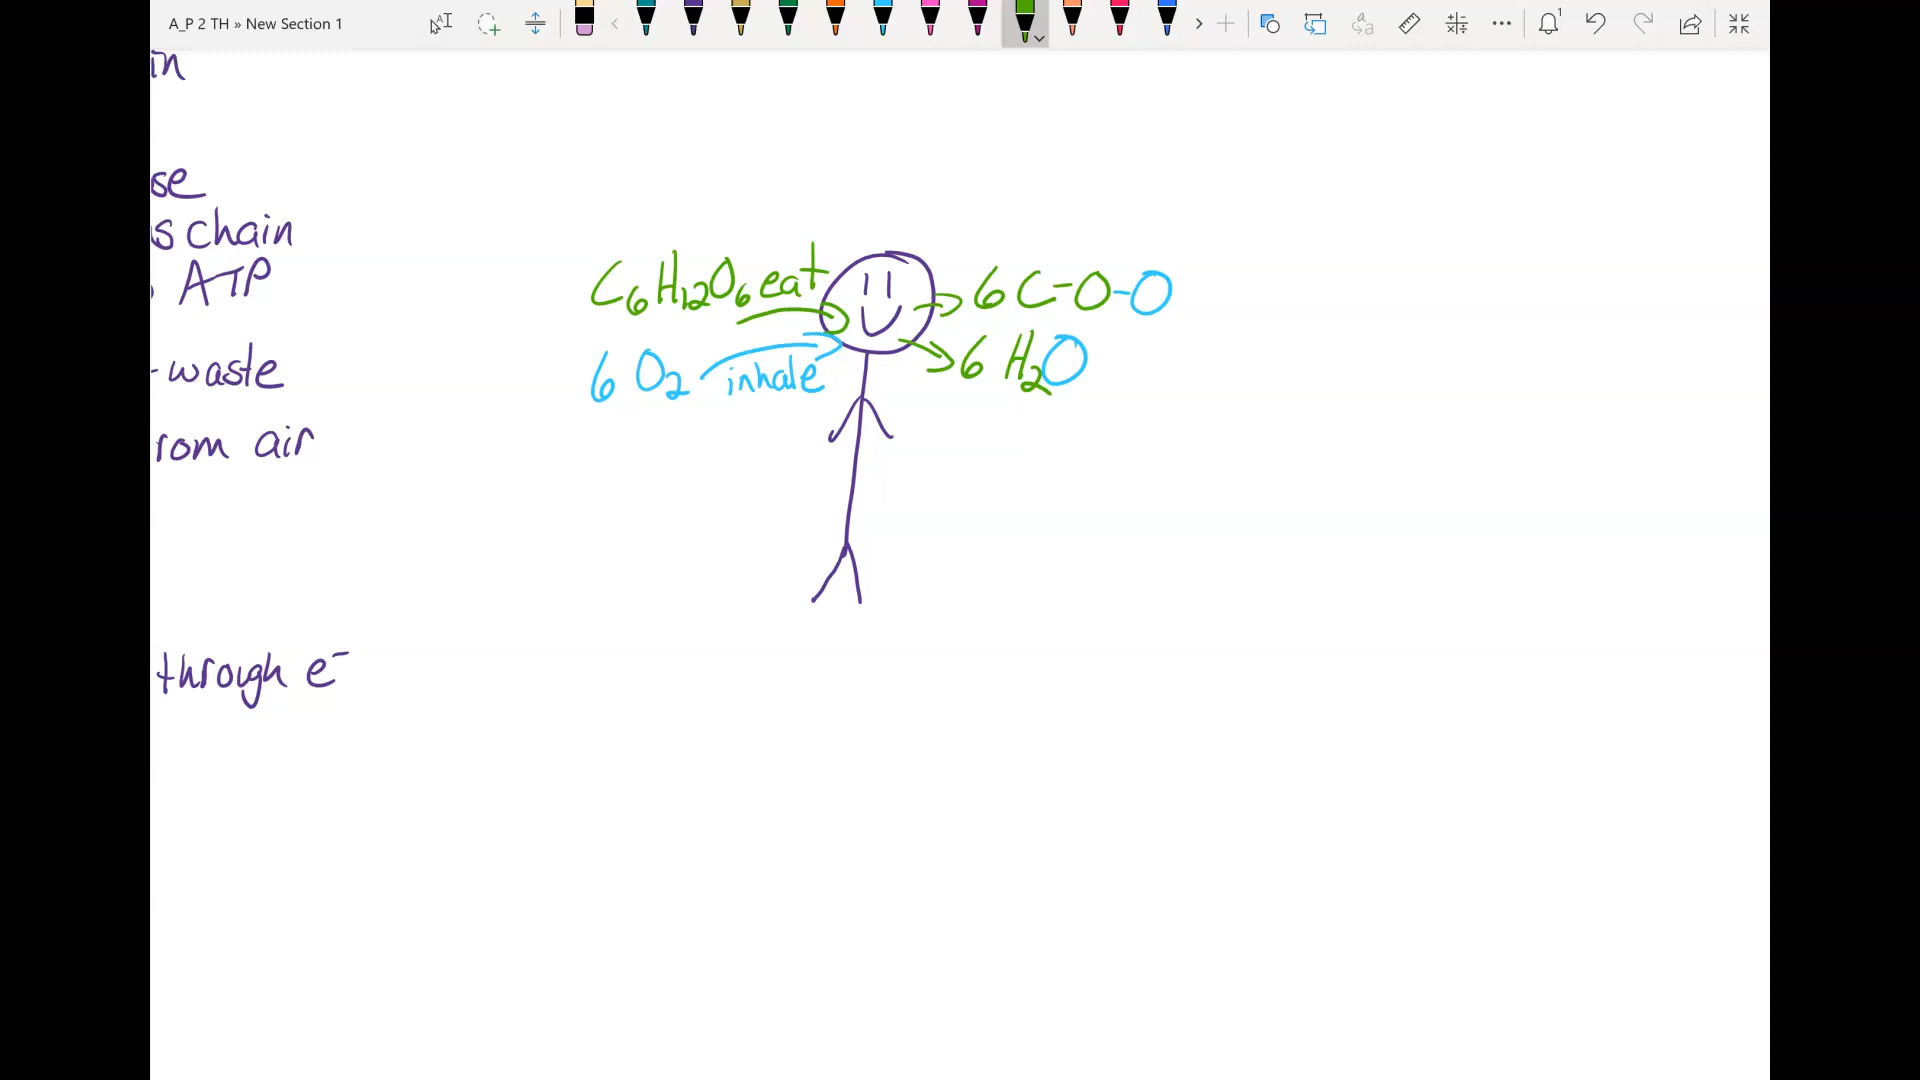 A_P 2 TH » New Section 1
in
se
s chain
ATP
- waste
rom air
through e⁻
C₆H₁₂O₆ eat
6 O₂ inhale
6 C-O-O
6 H₂O